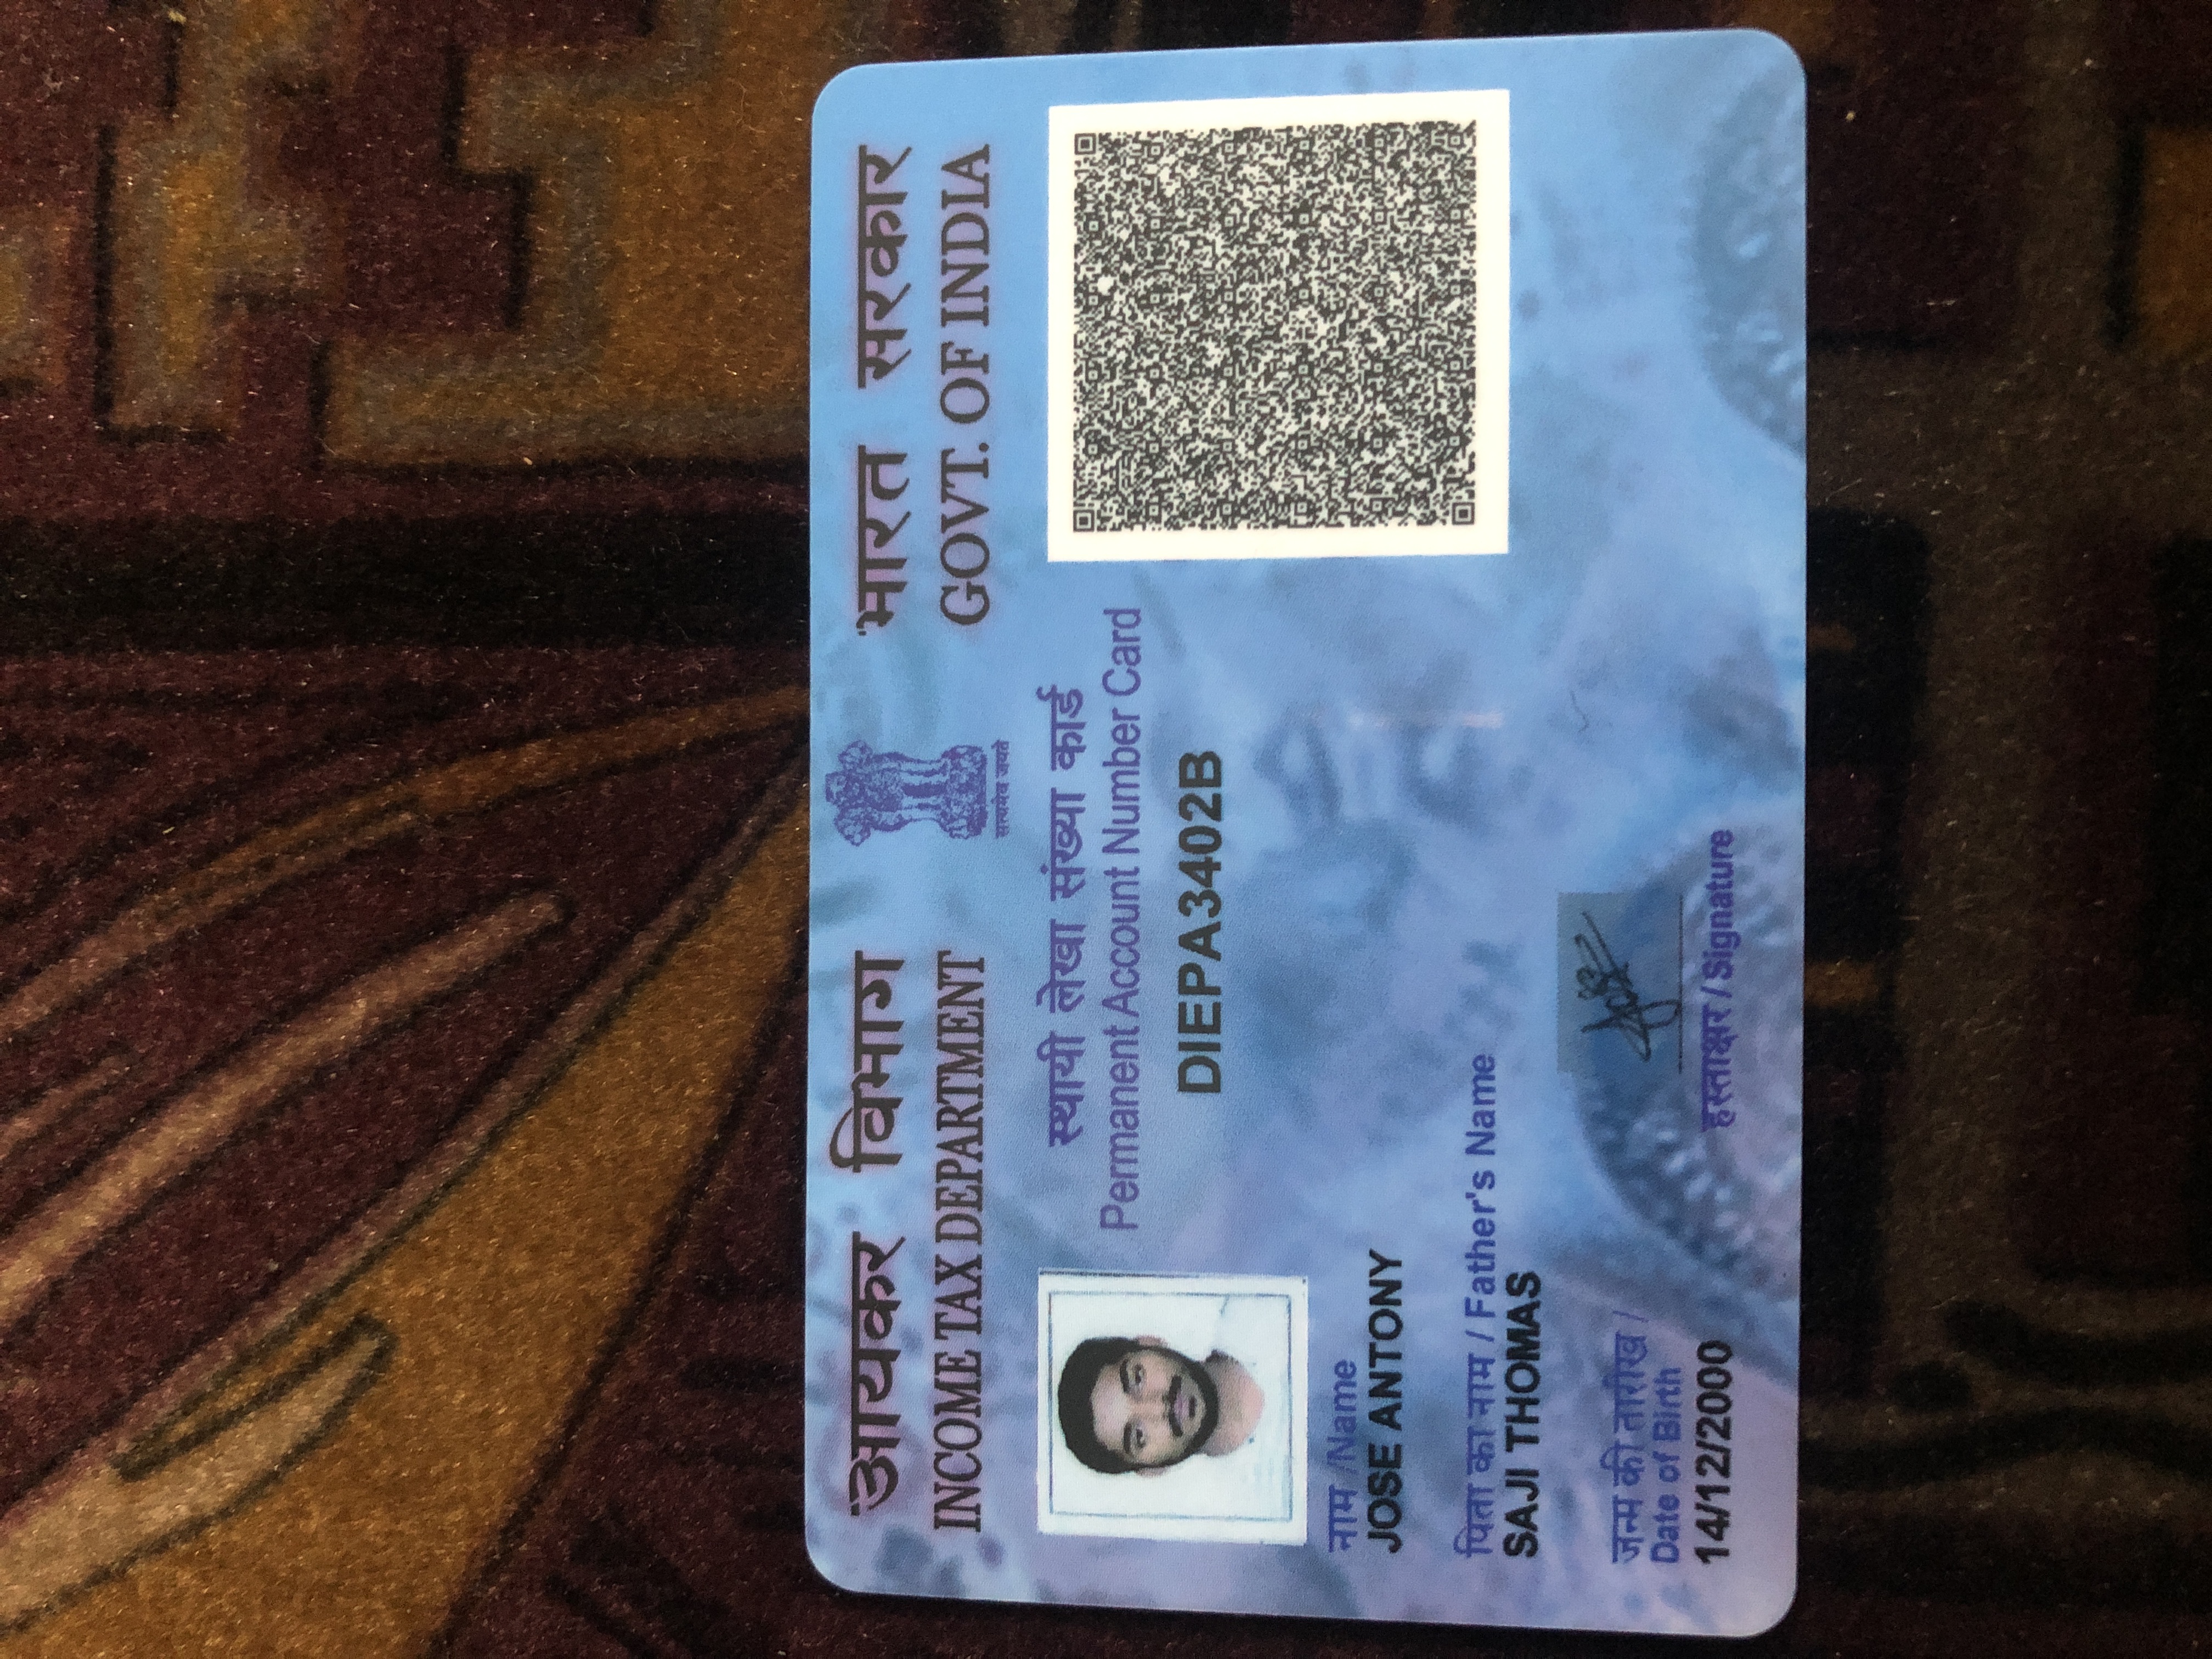 आयकर विभाग
INCOME TAX DEPARTMENT
सत्यमेव जयते
भारत सरकार
GOVT. OF INDIA
स्थायी लेखा संख्या कार्ड
Permanent Account Number Card
DIEPA3402B
नाम /Name
JOSE ANTONY
पिता का नाम / Father's Name
SAJI THOMAS
जन्म की तारीख /
Date of Birth
14/12/2000
Jose
हस्ताक्षर / Signature